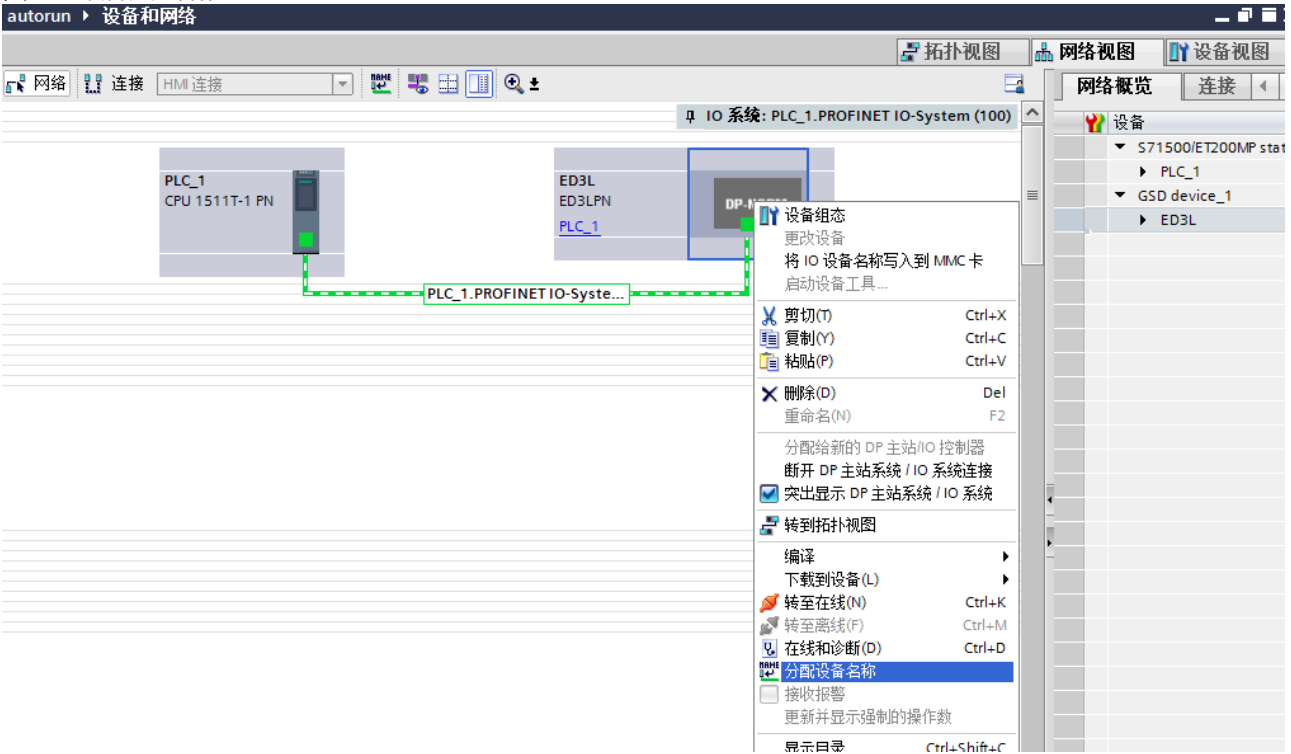 autorun ▸ 设备和网络
拓扑视图 网络视图 设备视图
网络 连接 HMI 连接
网络概览 连接
IO 系统: PLC_1.PROFINET IO-System (100)
设备
S71500/ET200MP stat
PLC_1
GSD device_1
ED3L
PLC_1
CPU 1511T-1 PN
ED3L
ED3LPN
PLC_1
PLC_1.PROFINET IO-Syste...
设备组态
更改设备
将 IO 设备名称写入到 MMC 卡
启动设备工具...
剪切(T) Ctrl+X
复制(Y) Ctrl+C
粘贴(P) Ctrl+V
删除(D) Del
重命名(N) F2
分配给新的 DP 主站/IO 控制器
断开 DP 主站系统 / IO 系统连接
突出显示 DP 主站系统 / IO 系统
转到拓扑视图
编译
下载到设备(L)
转至在线(N) Ctrl+K
转至离线(F) Ctrl+M
在线和诊断(D) Ctrl+D
分配设备名称
接收报警
更新并显示强制的操作数
显示目录 Ctrl+Shift+C